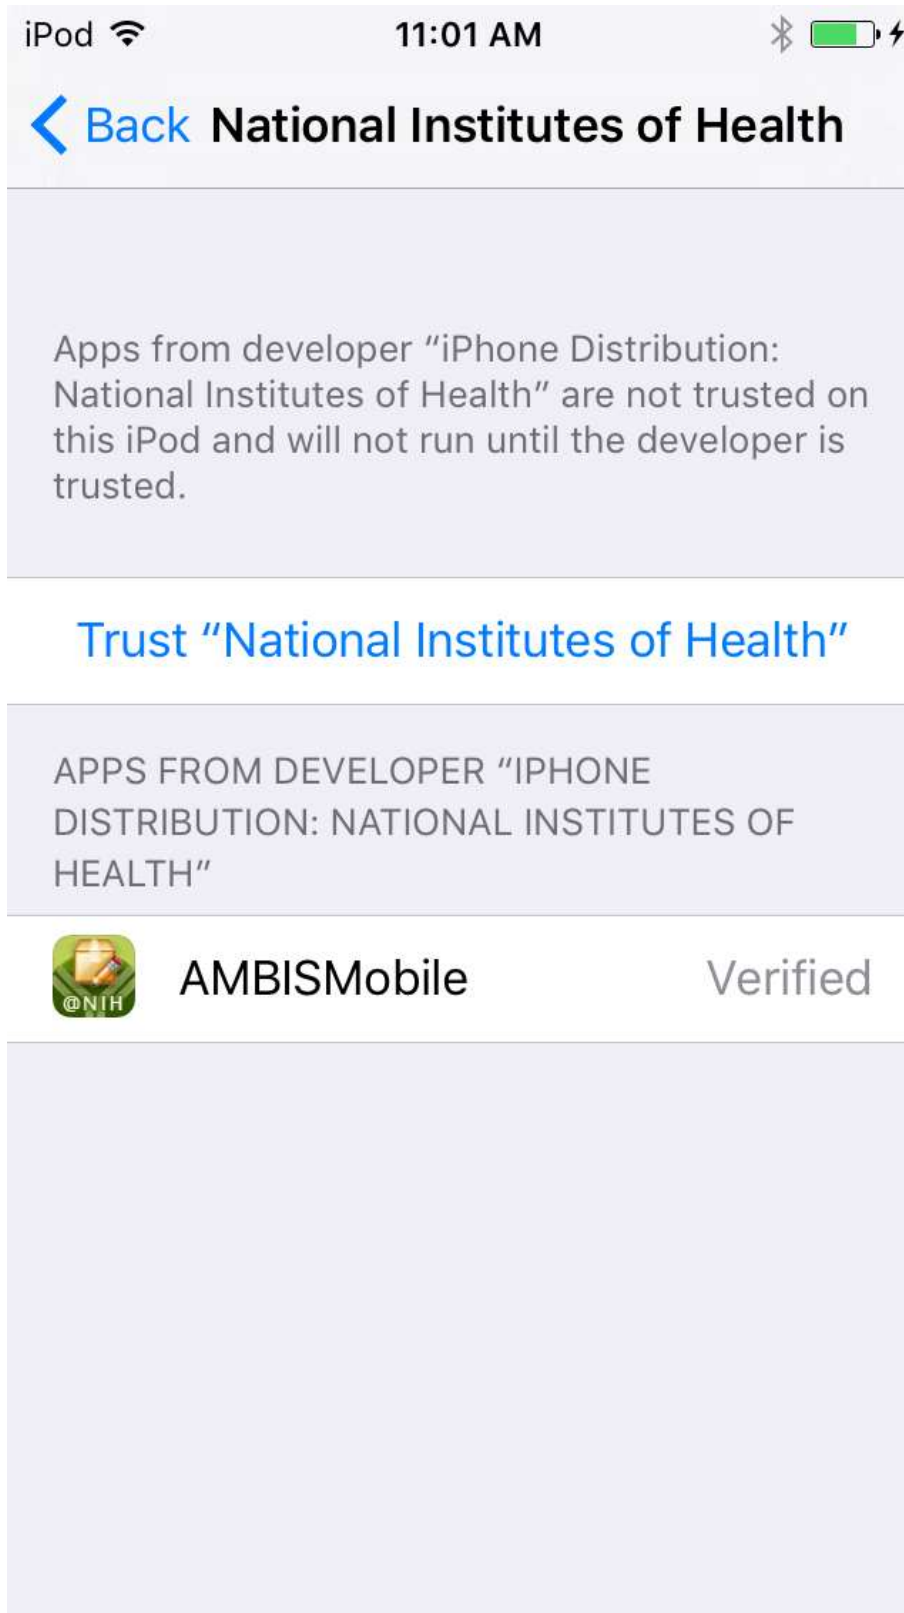 iPod 11:01 AM
Back National Institutes of Health
Apps from developer “iPhone Distribution:
National Institutes of Health” are not trusted on
this iPod and will not run until the developer is
trusted.
Trust “National Institutes of Health”
APPS FROM DEVELOPER “IPHONE
DISTRIBUTION: NATIONAL INSTITUTES OF
HEALTH”
@NIH AMBISMobile Verified